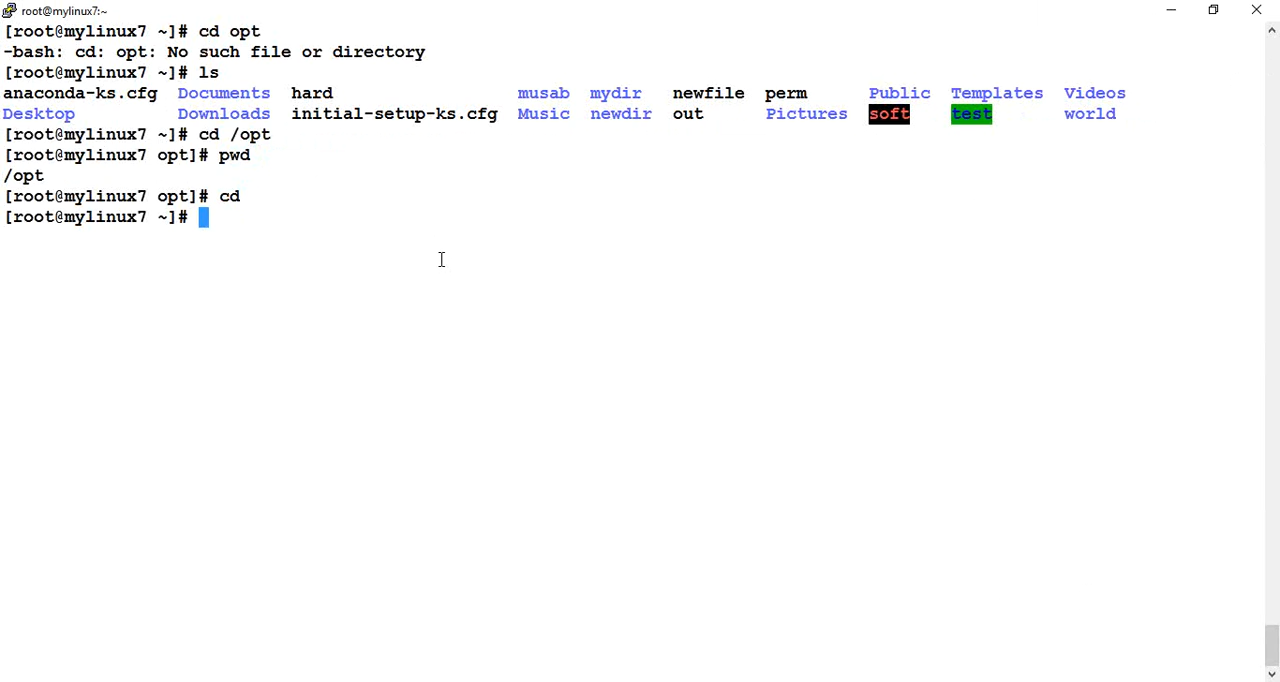 root@mylinux7:~
[root@mylinux7 ~]# cd opt
-bash: cd: opt: No such file or directory
[root@mylinux7 ~]# ls
anaconda-ks.cfg  Documents  hard                  musab  mydir   newfile  perm      Public  Templates  Videos
Desktop          Downloads  initial-setup-ks.cfg  Music  newdir  out      Pictures  soft    test       world
[root@mylinux7 ~]# cd /opt
[root@mylinux7 opt]# pwd
/opt
[root@mylinux7 opt]# cd
[root@mylinux7 ~]#